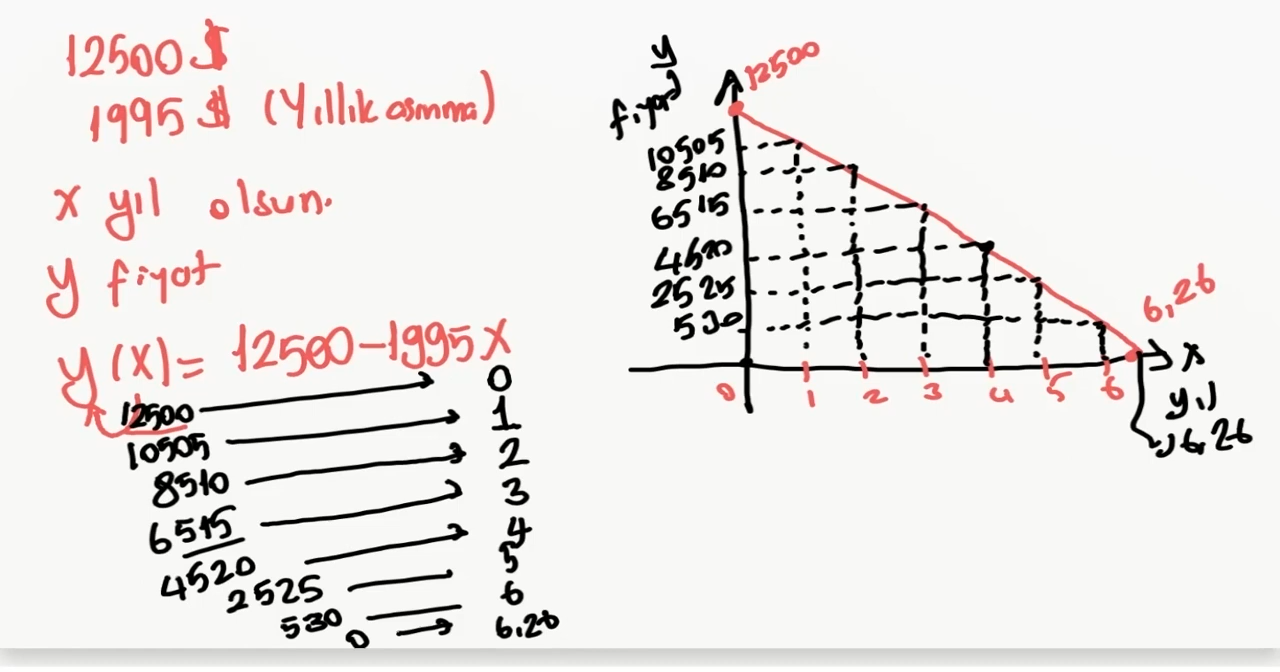 12500 $
1995 $ (Yıllık aşınma)
x yıl olsun.
y fiyat
y(x) = 12500-1995x
12500 → 0
10505 → 1
8510 → 2
6515 → 3
4520 → 4
2525 — 5
530 — 6
0 → 6,26
y
fiyat
12500
10505
8510
6515
4520
2525
530
0 1 2 3 4 5 6
6,26
x
yıl
6,26